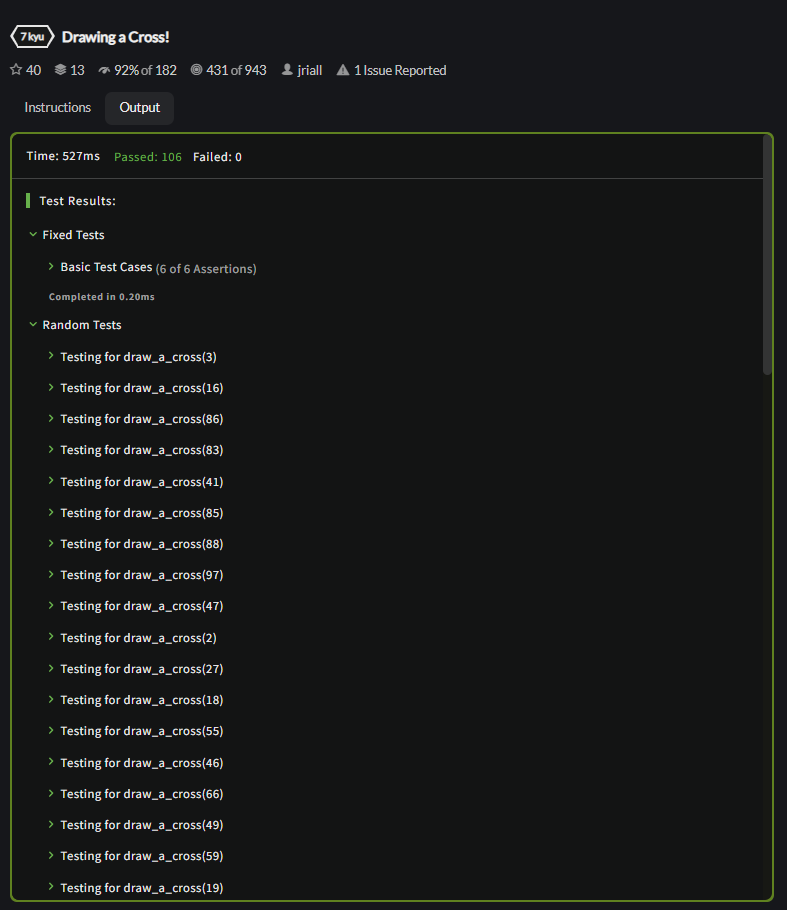 7 kyu Drawing a Cross!
40 13 92% of 182 431 of 943 jriall 1 Issue Reported
Instructions Output
Time: 527ms Passed: 106 Failed: 0
Test Results:
Fixed Tests
Basic Test Cases (6 of 6 Assertions)
Completed in 0.20ms
Random Tests
Testing for draw_a_cross(3)
Testing for draw_a_cross(16)
Testing for draw_a_cross(86)
Testing for draw_a_cross(83)
Testing for draw_a_cross(41)
Testing for draw_a_cross(85)
Testing for draw_a_cross(88)
Testing for draw_a_cross(97)
Testing for draw_a_cross(47)
Testing for draw_a_cross(2)
Testing for draw_a_cross(27)
Testing for draw_a_cross(18)
Testing for draw_a_cross(55)
Testing for draw_a_cross(46)
Testing for draw_a_cross(66)
Testing for draw_a_cross(49)
Testing for draw_a_cross(59)
Testing for draw_a_cross(19)